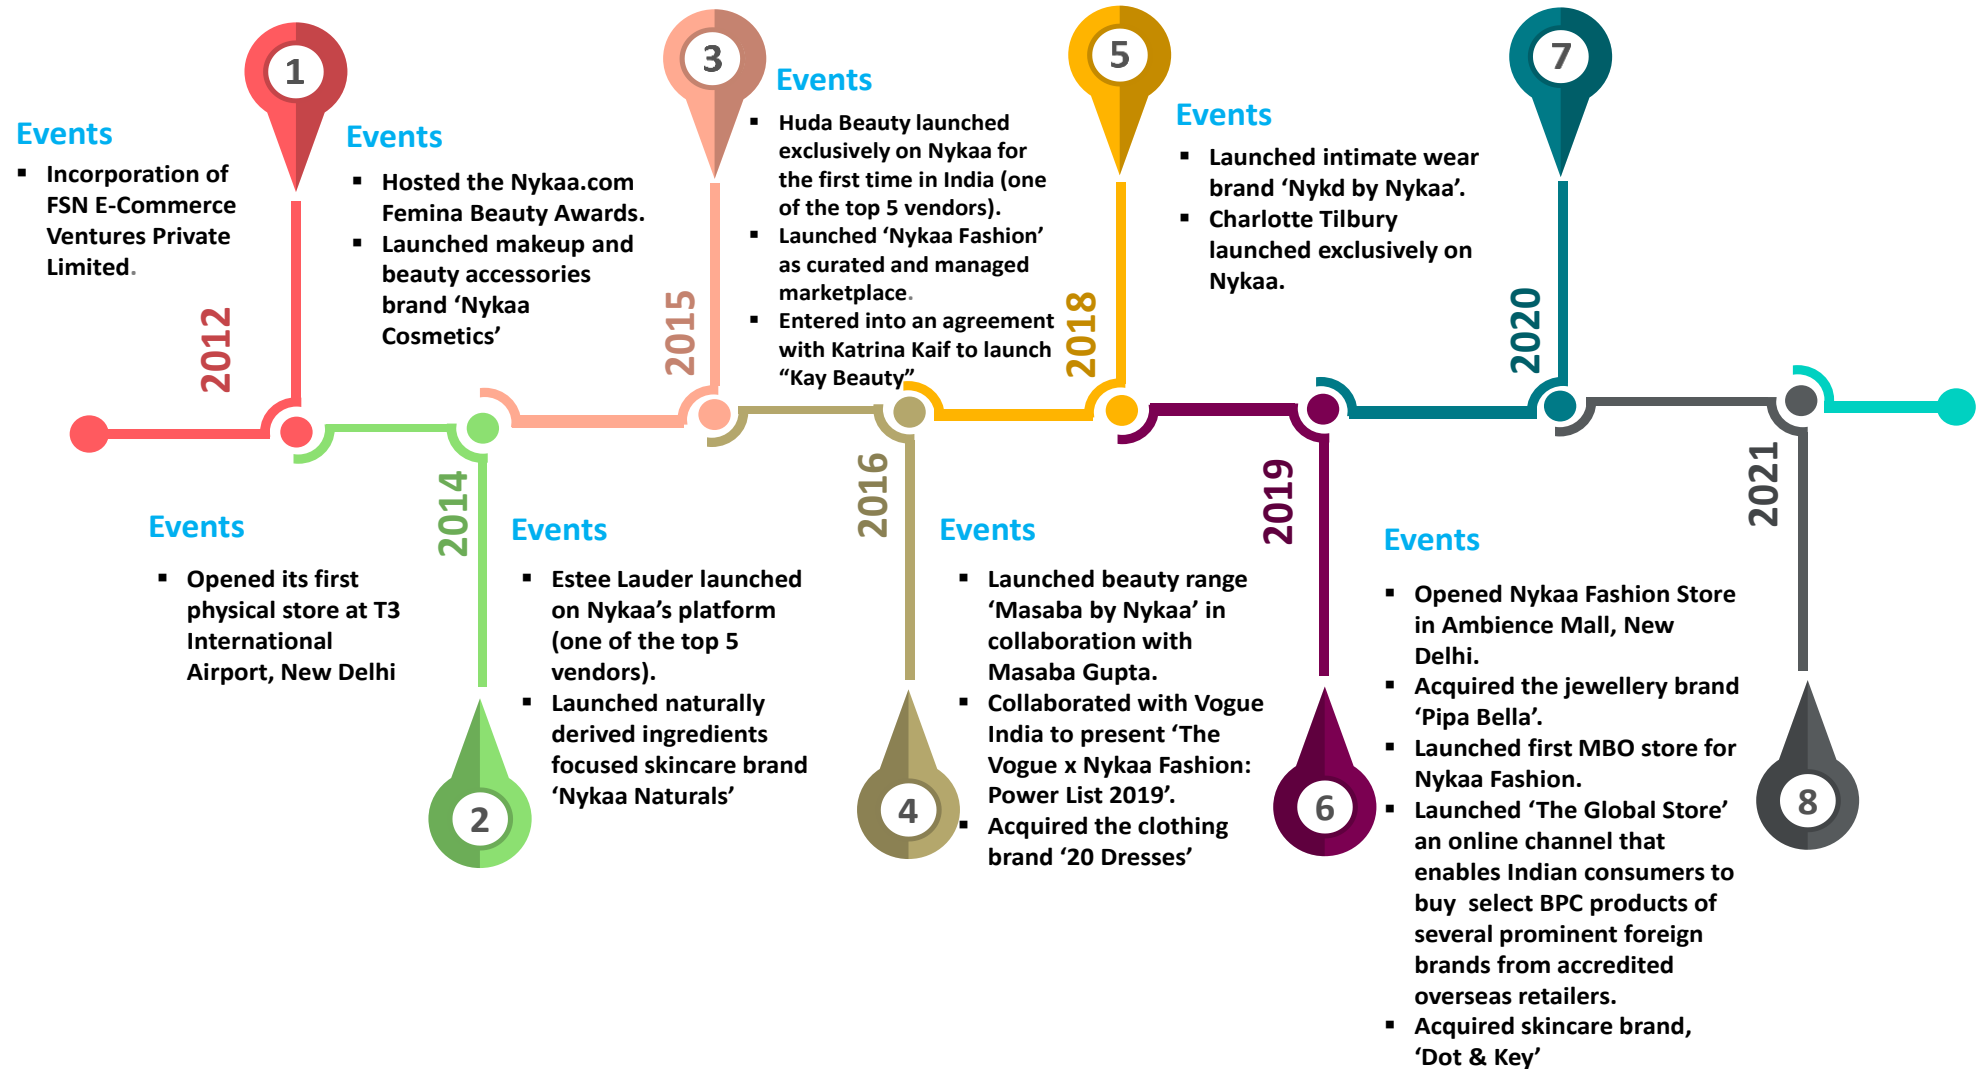 1
2012
Events
▪ Incorporation of
FSN E-Commerce
Ventures Private
Limited.
2
2014
Events
▪ Opened its first
physical store at T3
International
Airport, New Delhi
3
2015
Events
▪ Hosted the Nykaa.com
Femina Beauty Awards.
▪ Launched makeup and
beauty accessories
brand ‘Nykaa
Cosmetics’
4
2016
Events
▪ Estee Lauder launched
on Nykaa’s platform
(one of the top 5
vendors).
▪ Launched naturally
derived ingredients
focused skincare brand
‘Nykaa Naturals’
5
2018
Events
▪ Huda Beauty launched
exclusively on Nykaa for
the first time in India (one
of the top 5 vendors).
▪ Launched ‘Nykaa Fashion’
as curated and managed
marketplace.
▪ Entered into an agreement
with Katrina Kaif to launch
“Kay Beauty”
6
2019
Events
▪ Launched beauty range
‘Masaba by Nykaa’ in
collaboration with
Masaba Gupta.
▪ Collaborated with Vogue
India to present ‘The
Vogue x Nykaa Fashion:
Power List 2019’.
▪ Acquired the clothing
brand ‘20 Dresses’
7
2020
Events
▪ Launched intimate wear
brand ‘Nykd by Nykaa’.
▪ Charlotte Tilbury
launched exclusively on
Nykaa.
8
2021
Events
▪ Opened Nykaa Fashion Store
in Ambience Mall, New
Delhi.
▪ Acquired the jewellery brand
‘Pipa Bella’.
▪ Launched first MBO store for
Nykaa Fashion.
▪ Launched ‘The Global Store’
an online channel that
enables Indian consumers to
buy select BPC products of
several prominent foreign
brands from accredited
overseas retailers.
▪ Acquired skincare brand,
‘Dot & Key’